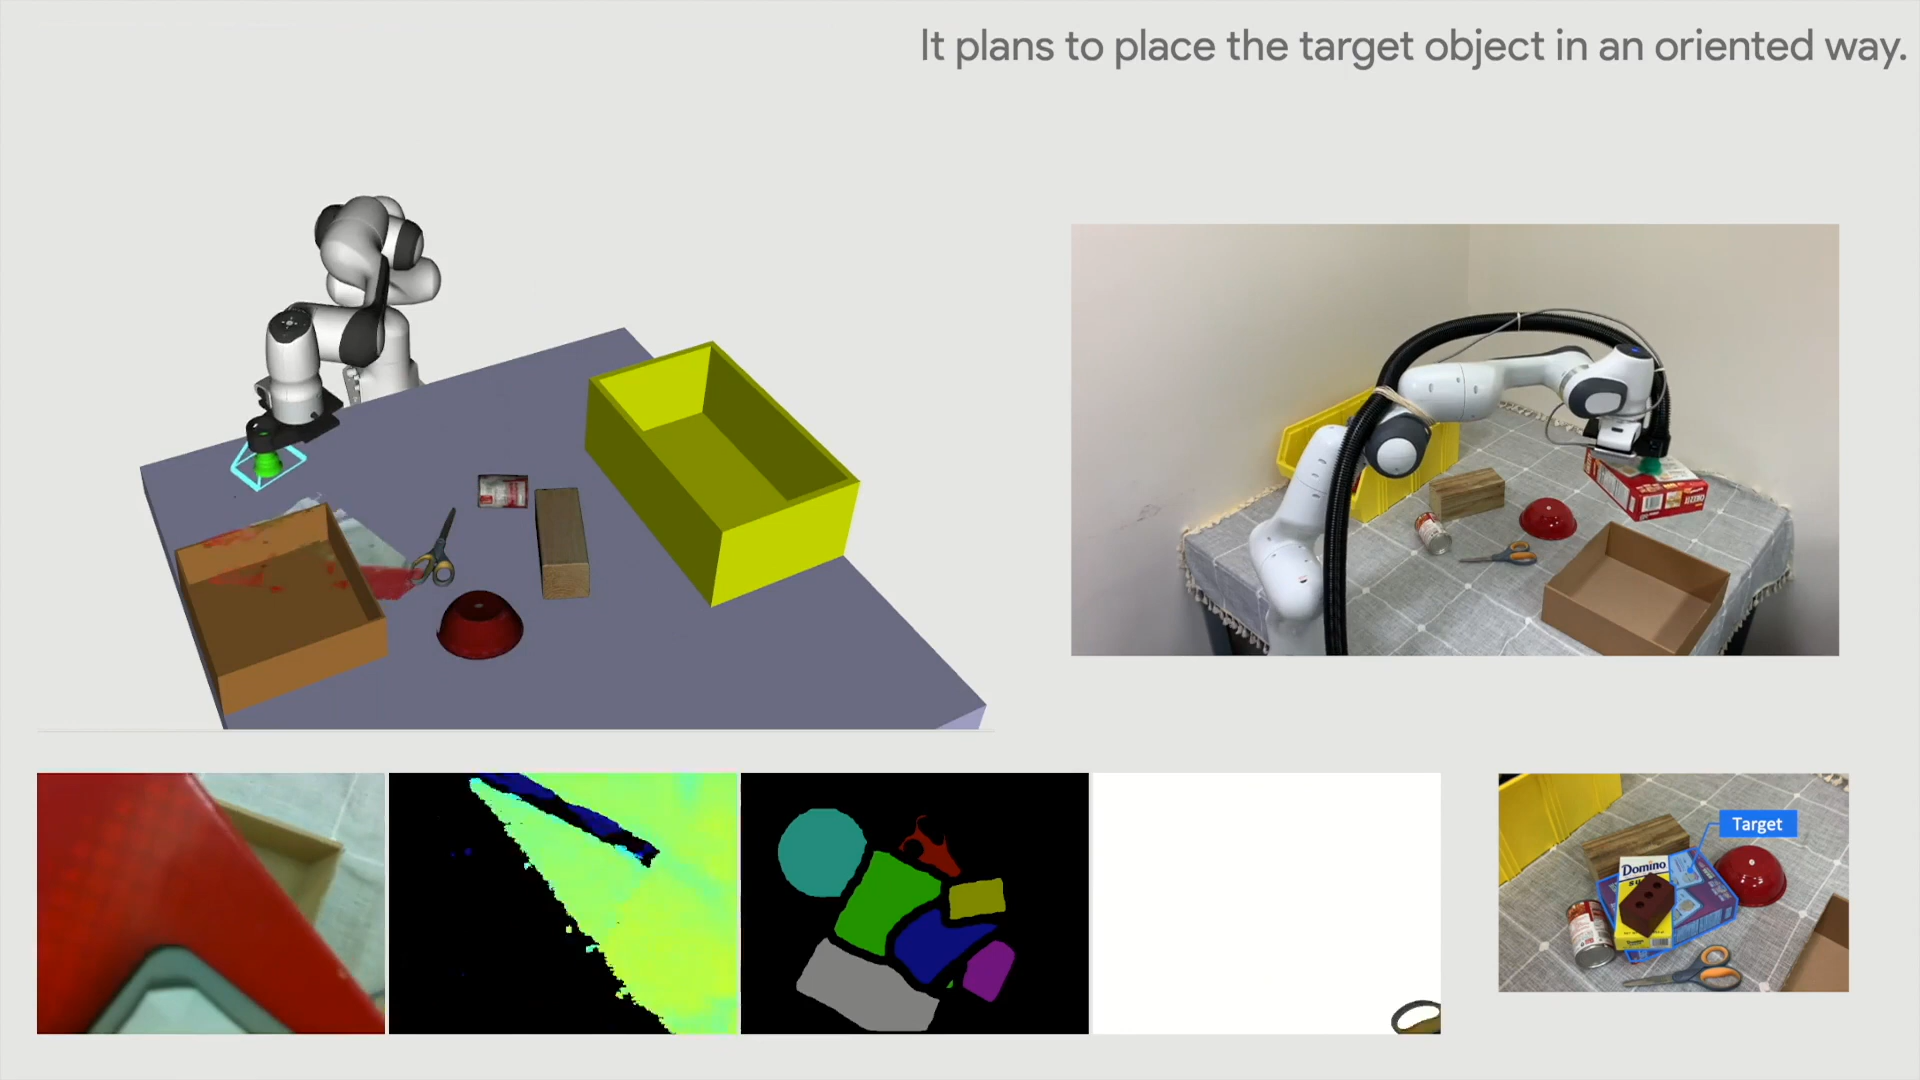 It plans to place the target object in an oriented way.
Target
Domino